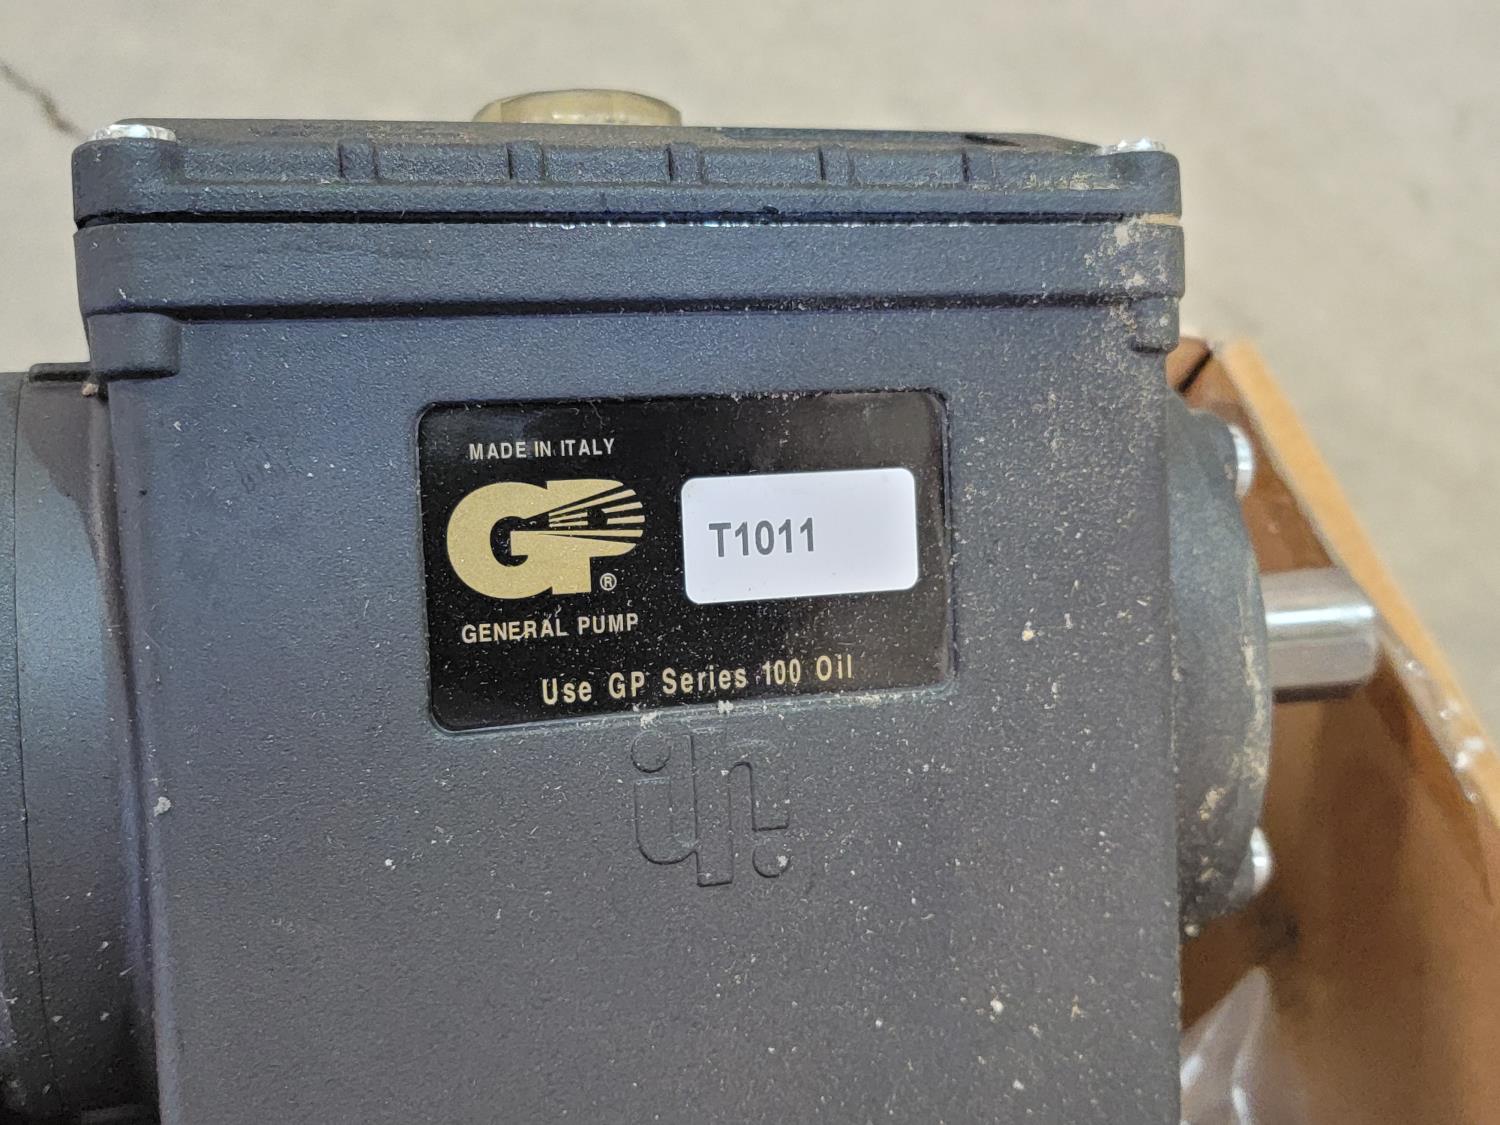 MADE IN ITALY
GP®
GENERAL PUMP
T1011
Use GP Series 100 Oil